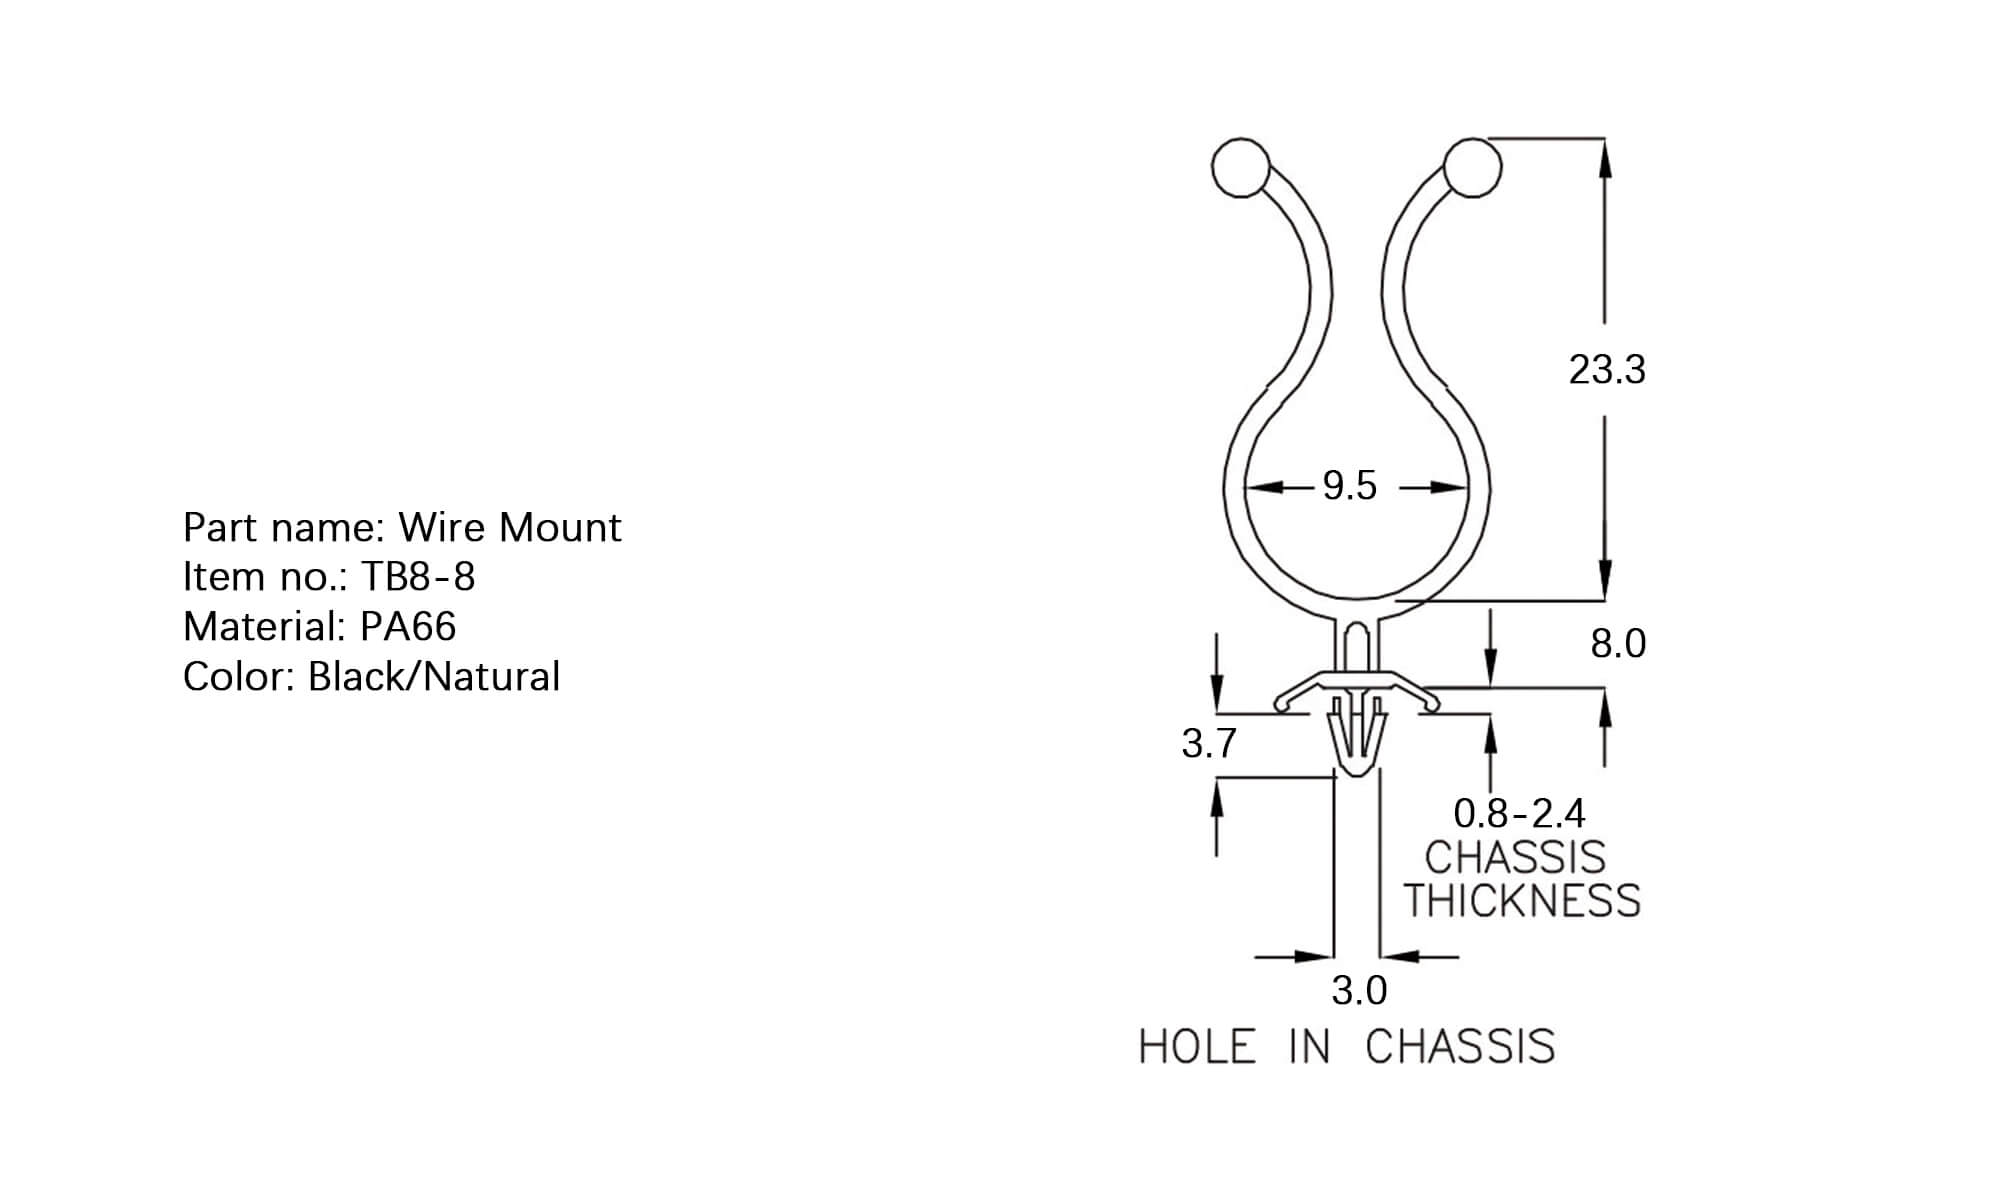 Part name: Wire Mount
Item no.: TB8-8
Material: PA66
Color: Black/Natural
23.3
9.5
8.0
3.7
0.8-2.4
CHASSIS
THICKNESS
3.0
HOLE IN CHASSIS